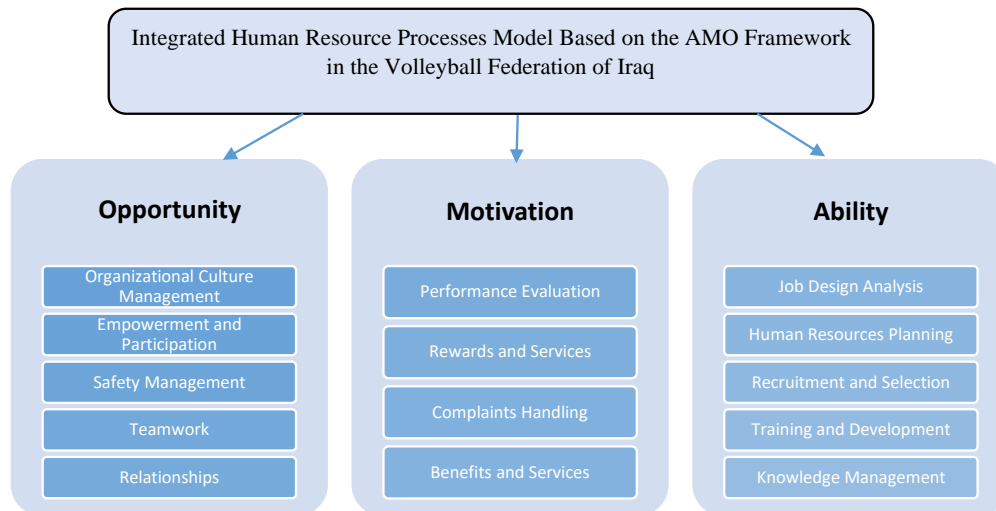 Integrated Human Resource Processes Model Based on the AMO Framework
in the Volleyball Federation of Iraq
Opportunity
Organizational Culture
Management
Empowerment and
Participation
Safety Management
Teamwork
Relationships
Motivation
Performance Evaluation
Rewards and Services
Complaints Handling
Benefits and Services
Ability
Job Design Analysis
Human Resources Planning
Recruitment and Selection
Training and Development
Knowledge Management